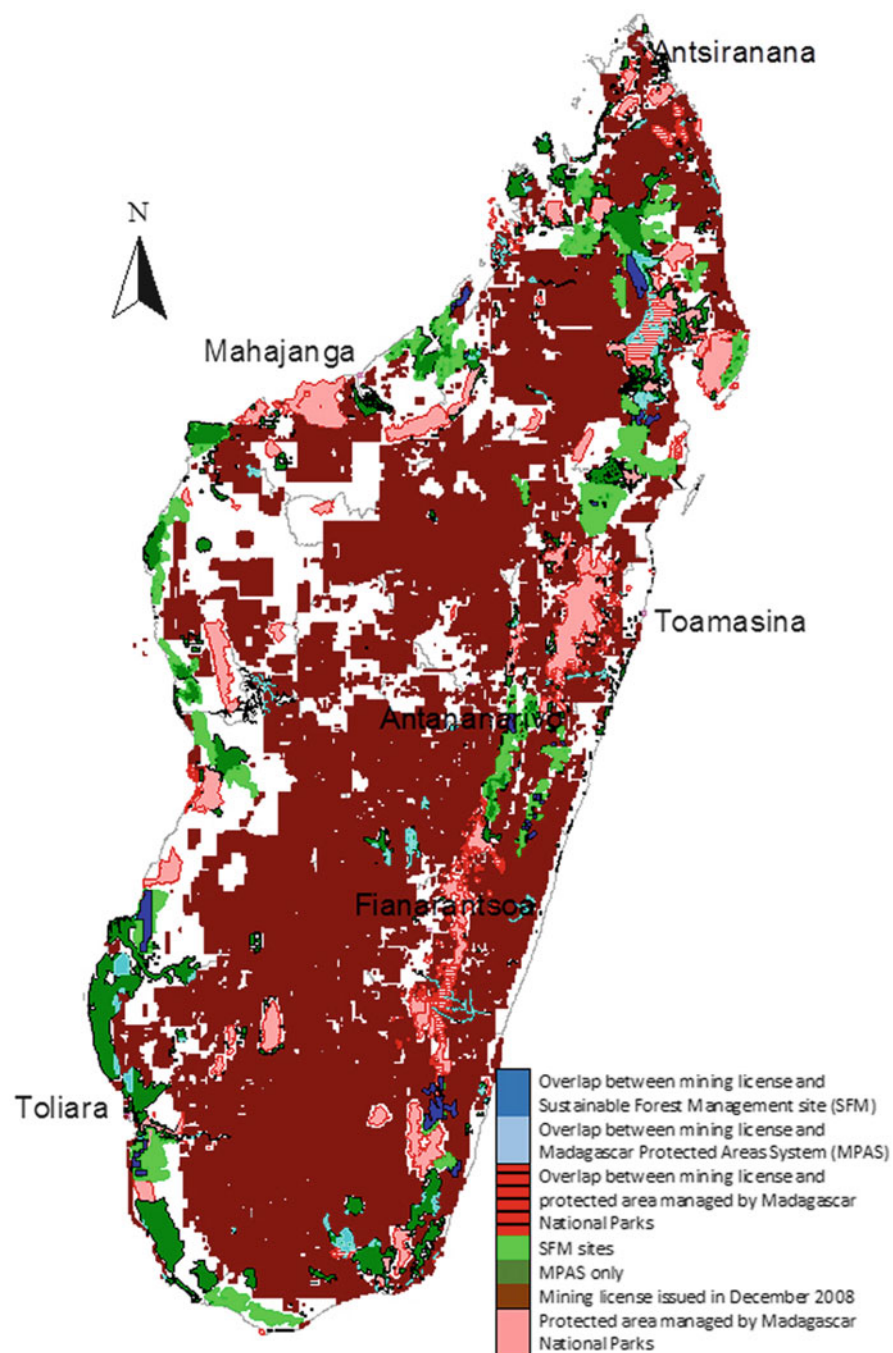 Antsiranana
N
Mahajanga
Toamasina
Antananarivo
Fianarantsoa
Toliara
Overlap between mining license and
Sustainable Forest Management site (SFM)
Overlap between mining license and
Madagascar Protected Areas System (MPAS)
Overlap between mining license and
protected area managed by Madagascar
National Parks
SFM sites
MPAS only
Mining license issued in December 2008
Protected area managed by Madagascar
National Parks